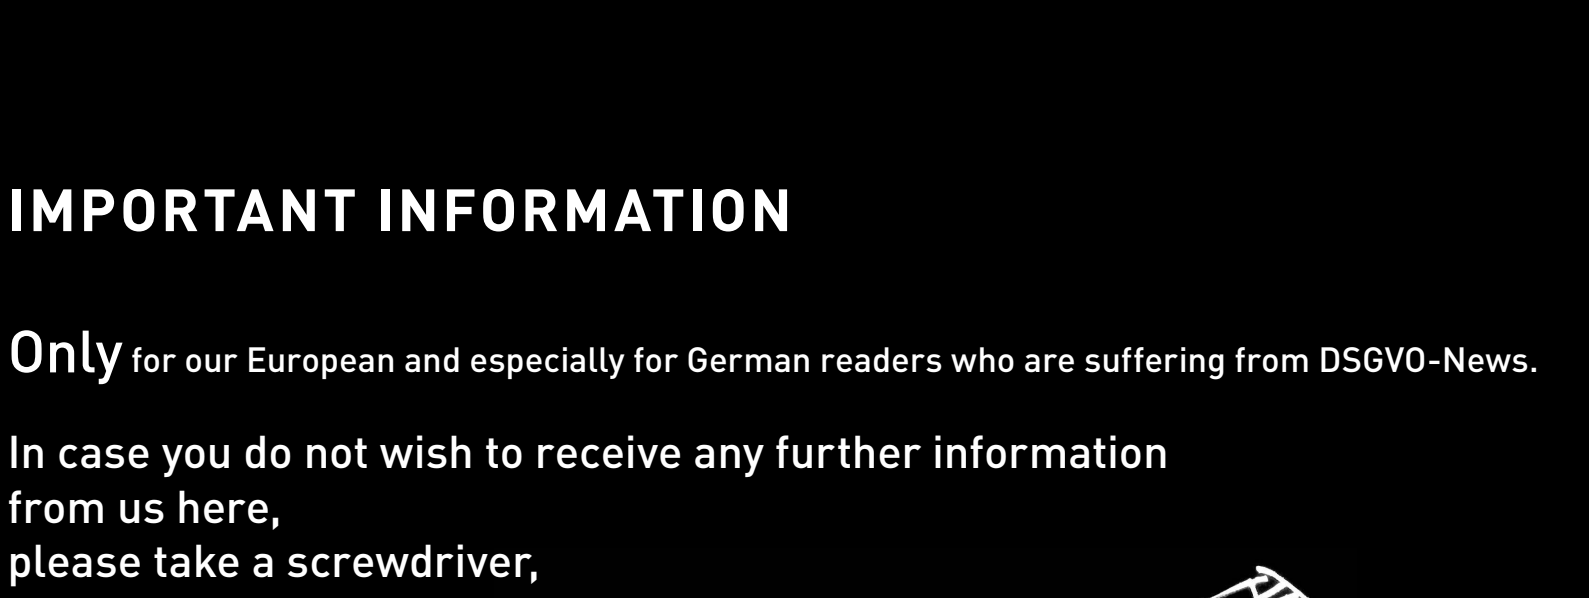 IMPORTANT INFORMATION
Only for our European and especially for German readers who are suffering from DSGVO-News.
In case you do not wish to receive any further information
from us here,
please take a screwdriver,